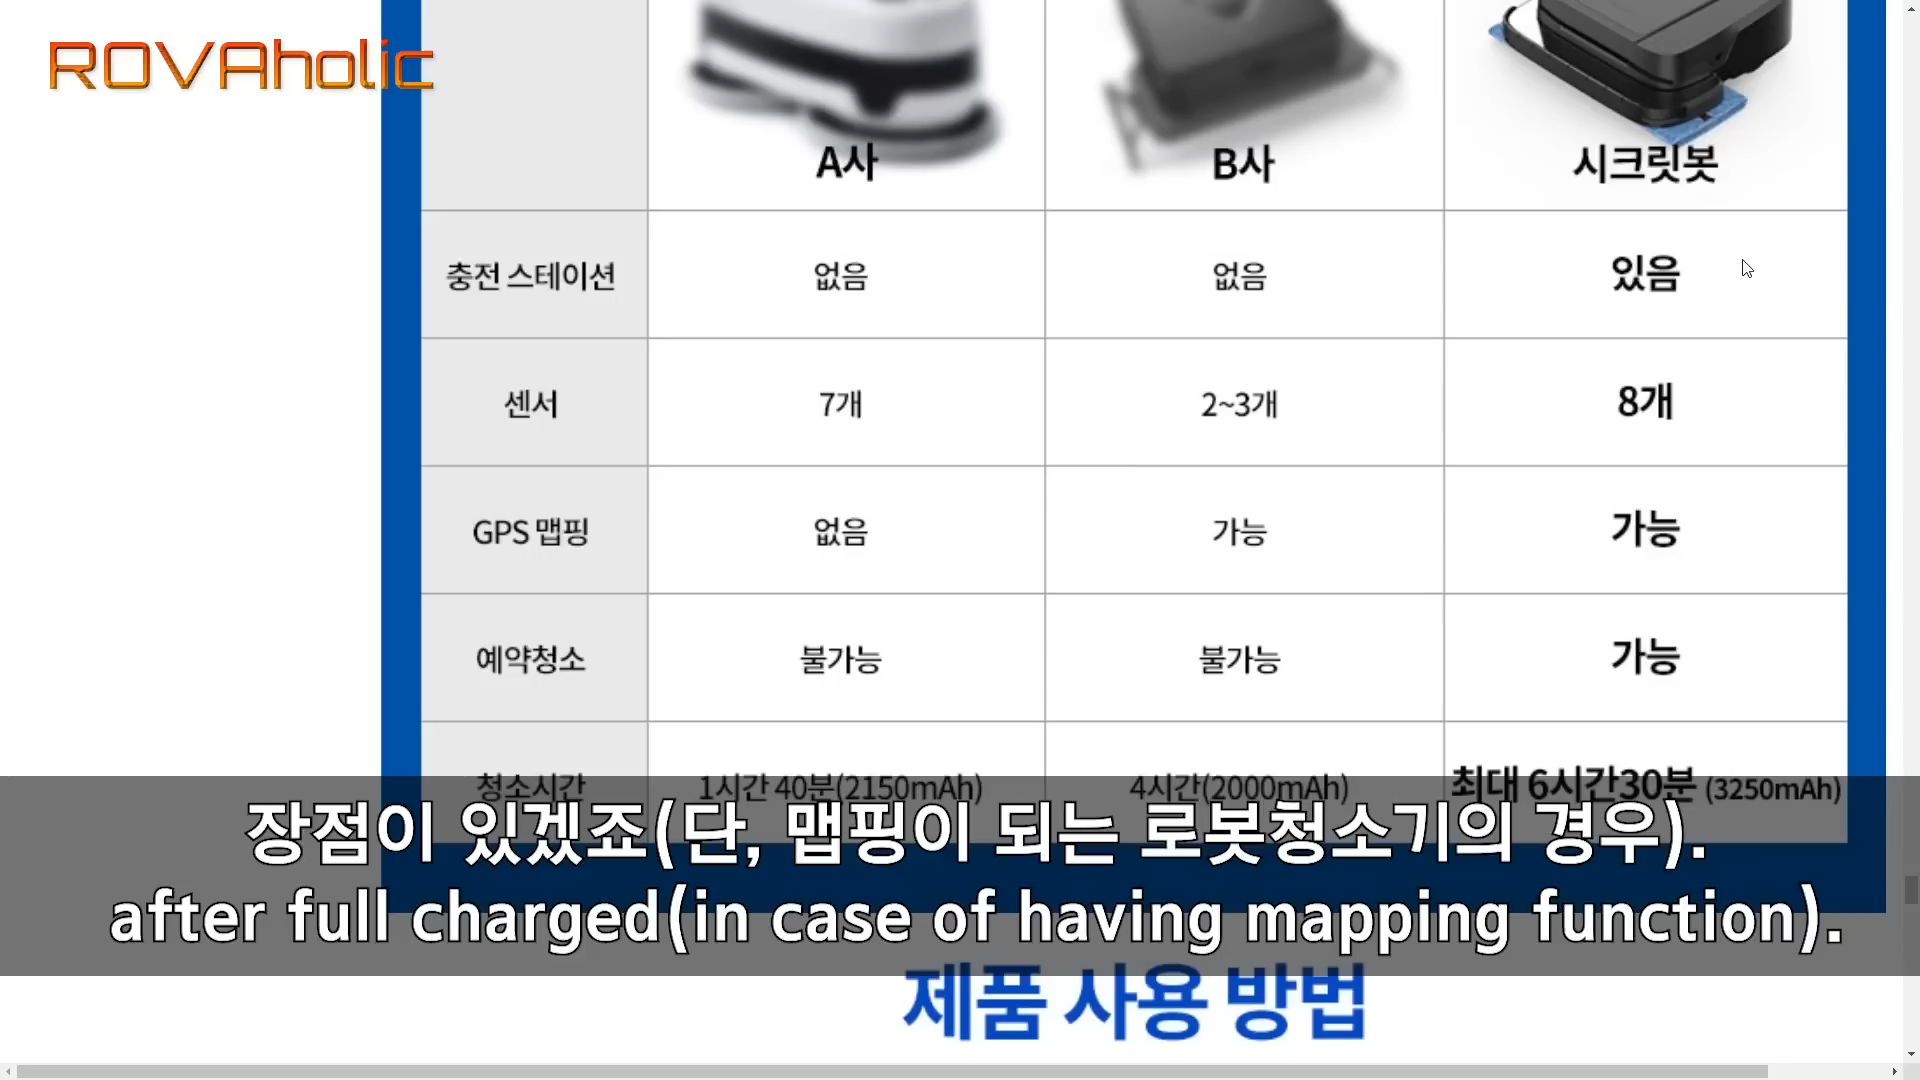 ROVAholic
A사 B사 시크릿봇
충전 스테이션 없음 없음 있음
센서 7개 2~3개 8개
GPS 맵핑 없음 가능 가능
예약청소 불가능 불가능 가능
청소시간 1시간 40분(2150mAh) 4시간(2000mAh) 최대 6시간30분 (3250mAh)
장점이 있겠죠(단, 맵핑이 되는 로봇청소기의 경우).
after full charged(in case of having mapping function).
제품 사용 방법